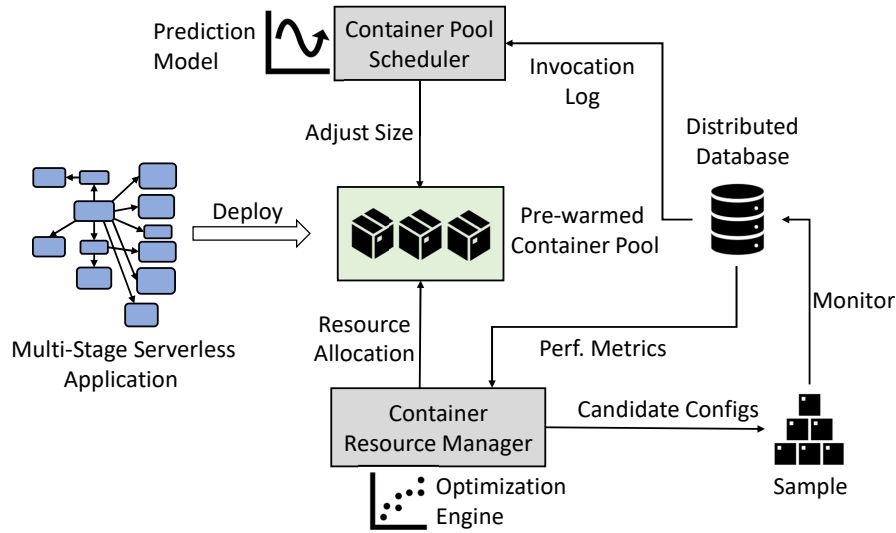 Prediction
Model
Container Pool
Scheduler
Invocation
Log
Adjust Size
Distributed
Database
Deploy
Pre-warmed
Container Pool
Multi-Stage Serverless
Application
Resource
Allocation
Perf. Metrics
Monitor
Container
Resource Manager
Candidate Configs
Optimization
Engine
Sample